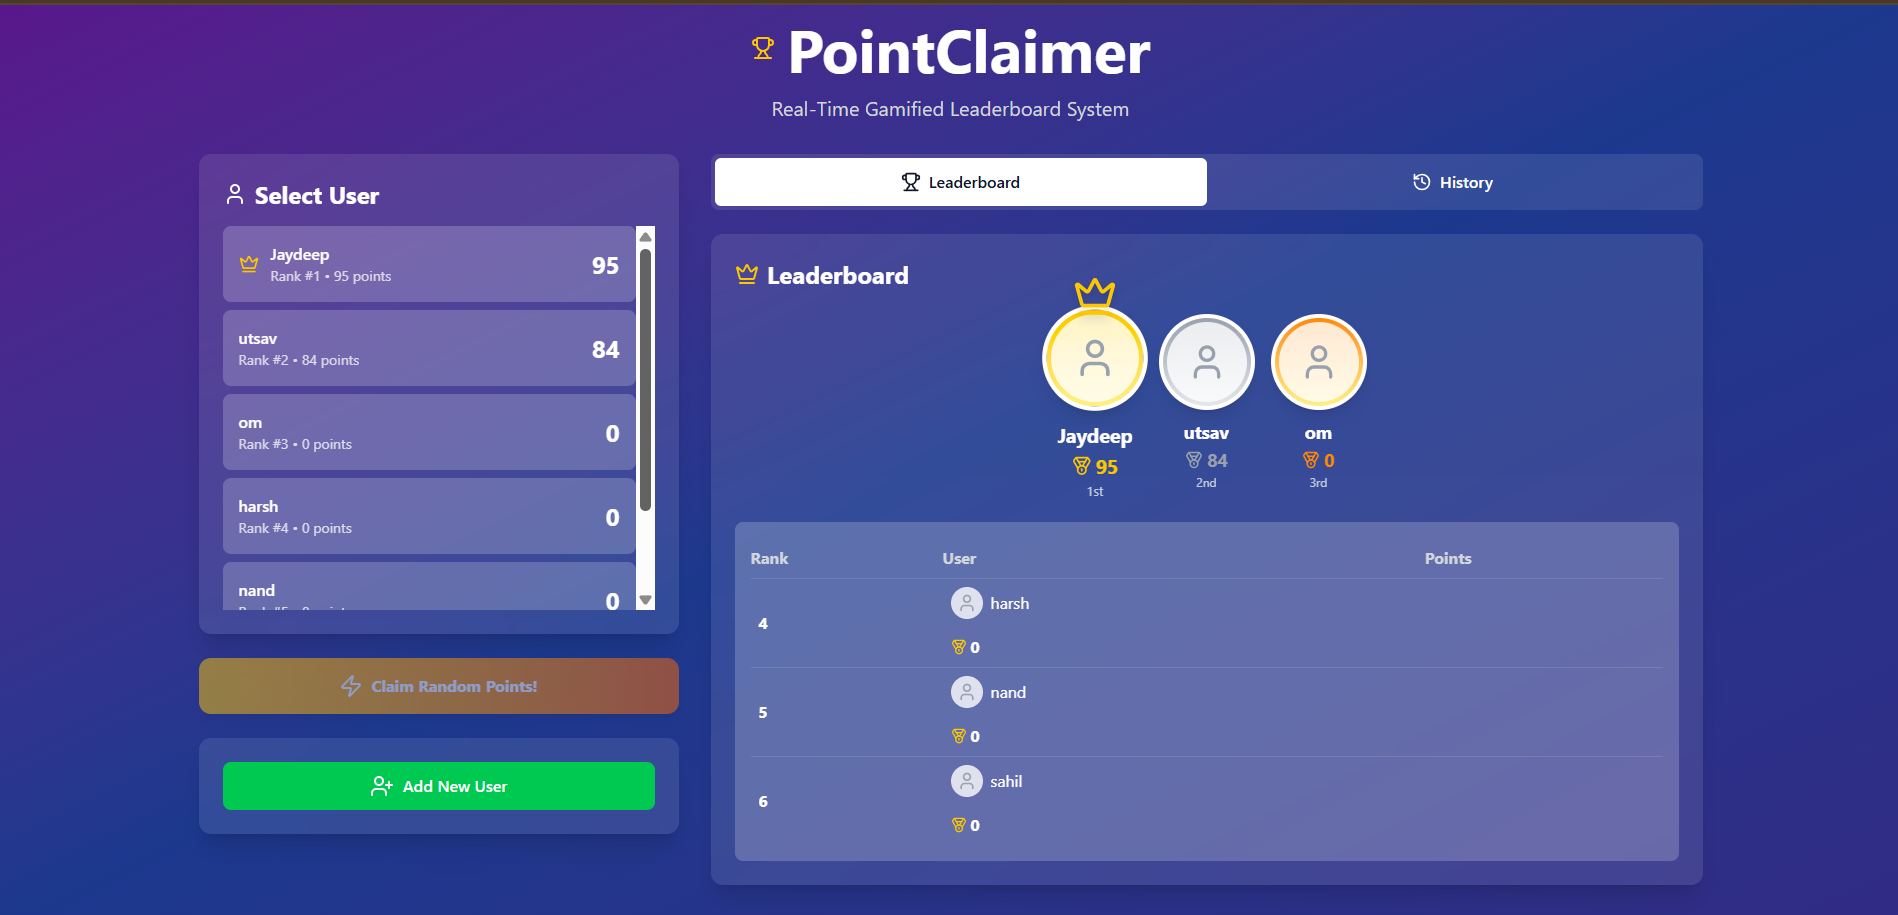 PointClaimer
Real-Time Gamified Leaderboard System
Select User
Jaydeep
Rank #1 • 95 points
95
utsav
Rank #2 • 84 points
84
om
Rank #3 • 0 points
0
harsh
Rank #4 • 0 points
0
nand
0
Claim Random Points!
Add New User
Leaderboard
History
Leaderboard
Jaydeep
95
1st
utsav
84
2nd
om
0
3rd
Rank User Points
4 harsh
0
5 nand
0
6 sahil
0